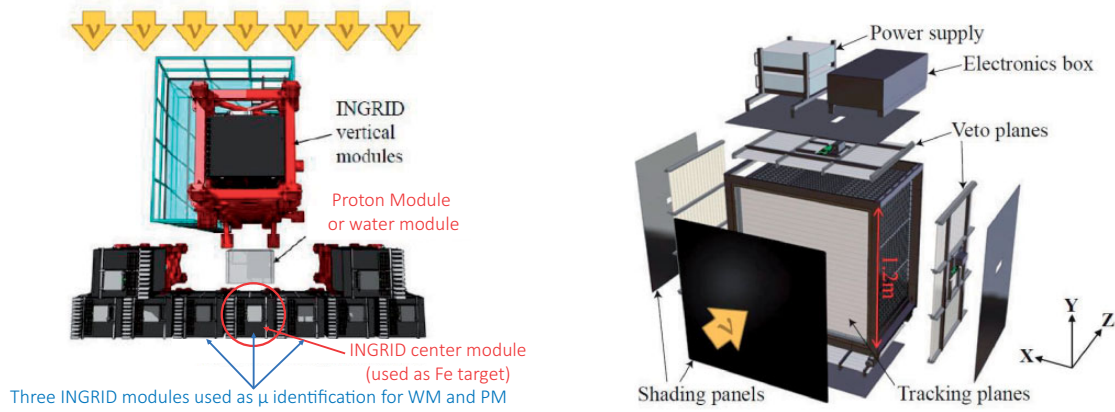 ν ν ν ν ν ν ν
INGRID
vertical
modules
Proton Module
or water module
INGRID center module
(used as Fe target)
Three INGRID modules used as μ identification for WM and PM
Power supply
Electronics box
Veto planes
1.2m
ν
Y
Z
X
Shading panels
Tracking planes